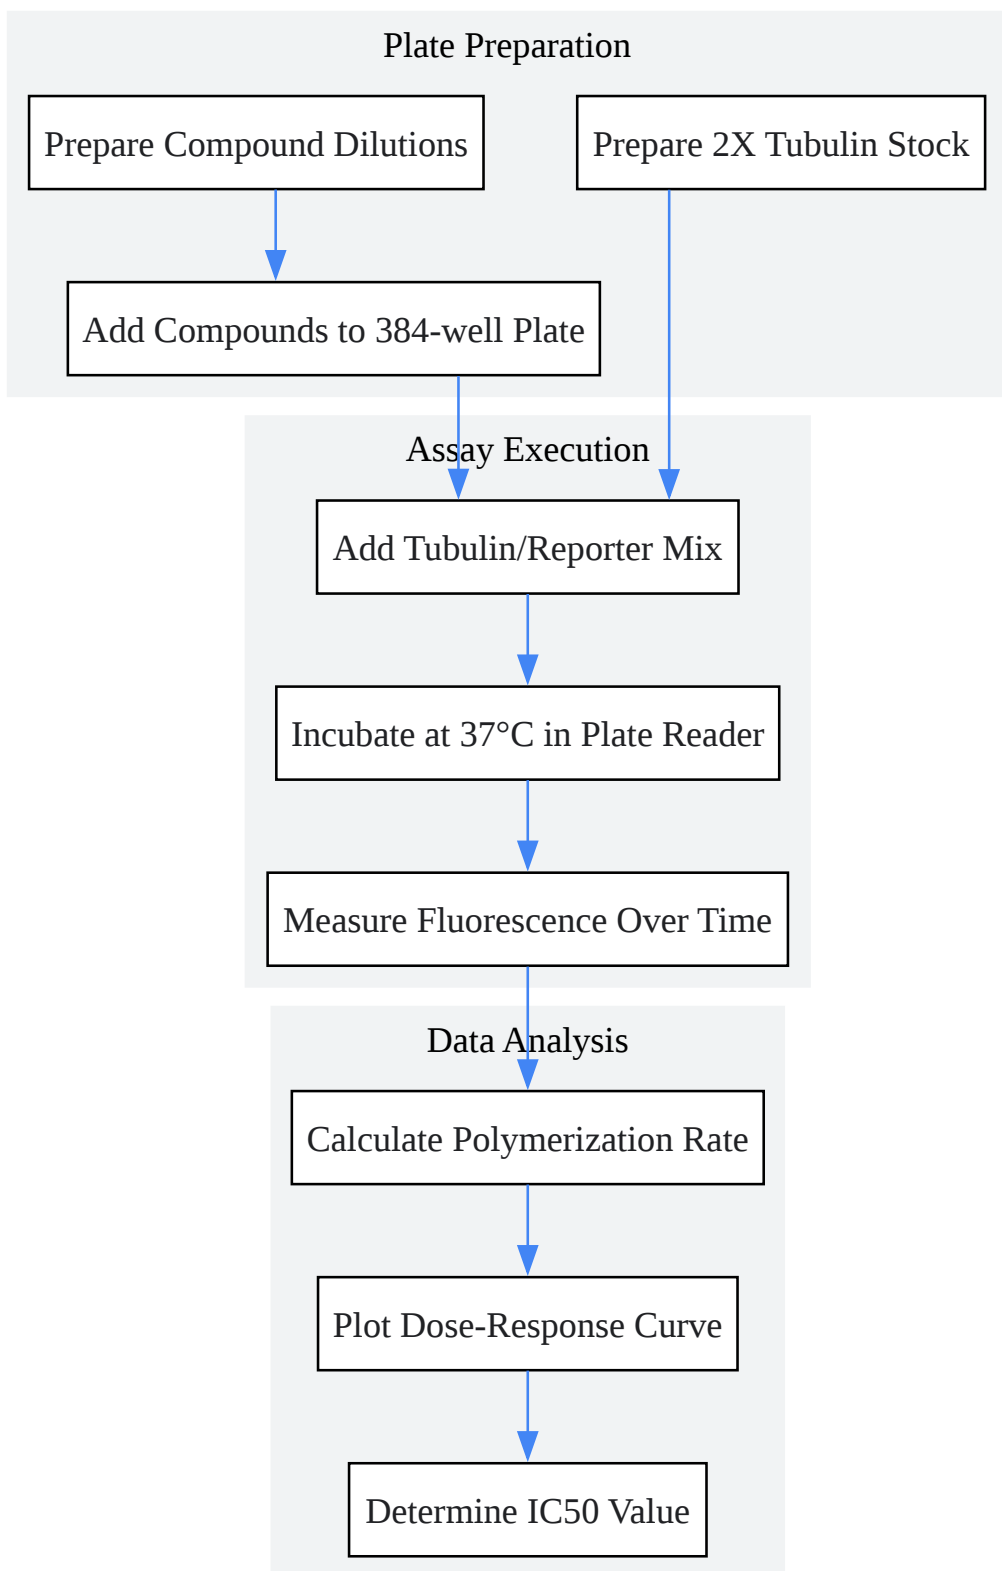 Plate Preparation
Prepare Compound Dilutions
Prepare 2X Tubulin Stock
Add Compounds to 384-well Plate
Assay Execution
Add Tubulin/Reporter Mix
Incubate at 37°C in Plate Reader
Measure Fluorescence Over Time
Data Analysis
Calculate Polymerization Rate
Plot Dose-Response Curve
Determine IC50 Value